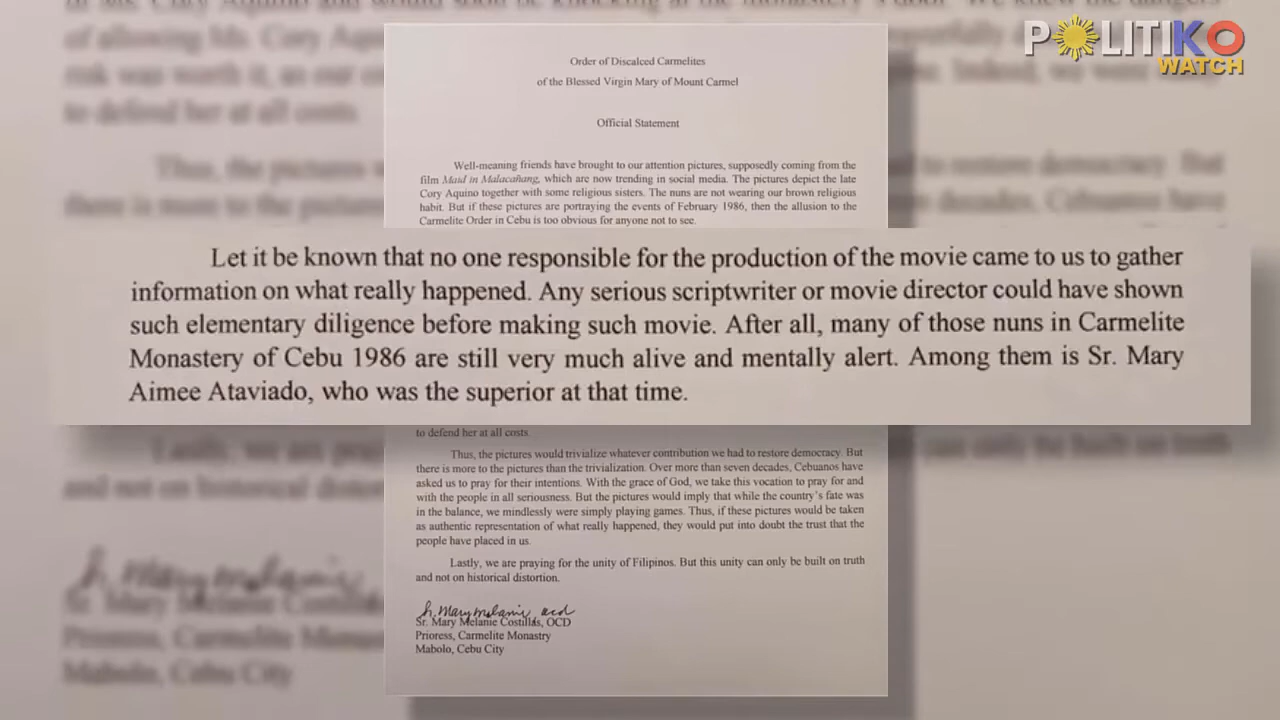 POLITIKO
WATCH
Order of Discalced Carmelites
of the Blessed Virgin Mary of Mount Carmel
Official Statement
Well-meaning friends have brought to our attention pictures, supposedly coming from the
film Maid in Malacañang, which are now trending in social media. The pictures depict the late
Cory Aquino together with some religious sisters. The nuns are not wearing our brown religious
habit. But if these pictures are portraying the events of February 1986, then the allusion to the
Carmelite Order in Cebu is too obvious for anyone not to see.
Let it be known that no one responsible for the production of the movie came to us to gather
information on what really happened. Any serious scriptwriter or movie director could have shown
such elementary diligence before making such movie. After all, many of those nuns in Carmelite
Monastery of Cebu 1986 are still very much alive and mentally alert. Among them is Sr. Mary
Aimee Ataviado, who was the superior at that time.
to defend her at all costs.
Thus, the pictures would trivialize whatever contribution we had to restore democracy. But
there is more to the pictures than the trivialization. Over more than seven decades, Cebuanos have
asked us to pray for their intentions. With the grace of God, we take this vocation to pray for and
with the people in all seriousness. But the pictures would imply that while the country's fate was
in the balance, we mindlessly were simply playing games. Thus, if these pictures would be taken
as authentic representation of what really happened, they would put into doubt the trust that the
people have placed in us.
Lastly, we are praying for the unity of Filipinos. But this unity can only be built on truth
and not on historical distortion.
Sr. Mary Melanie Costillas, OCD
Prioress, Carmelite Monastry
Mabolo, Cebu City